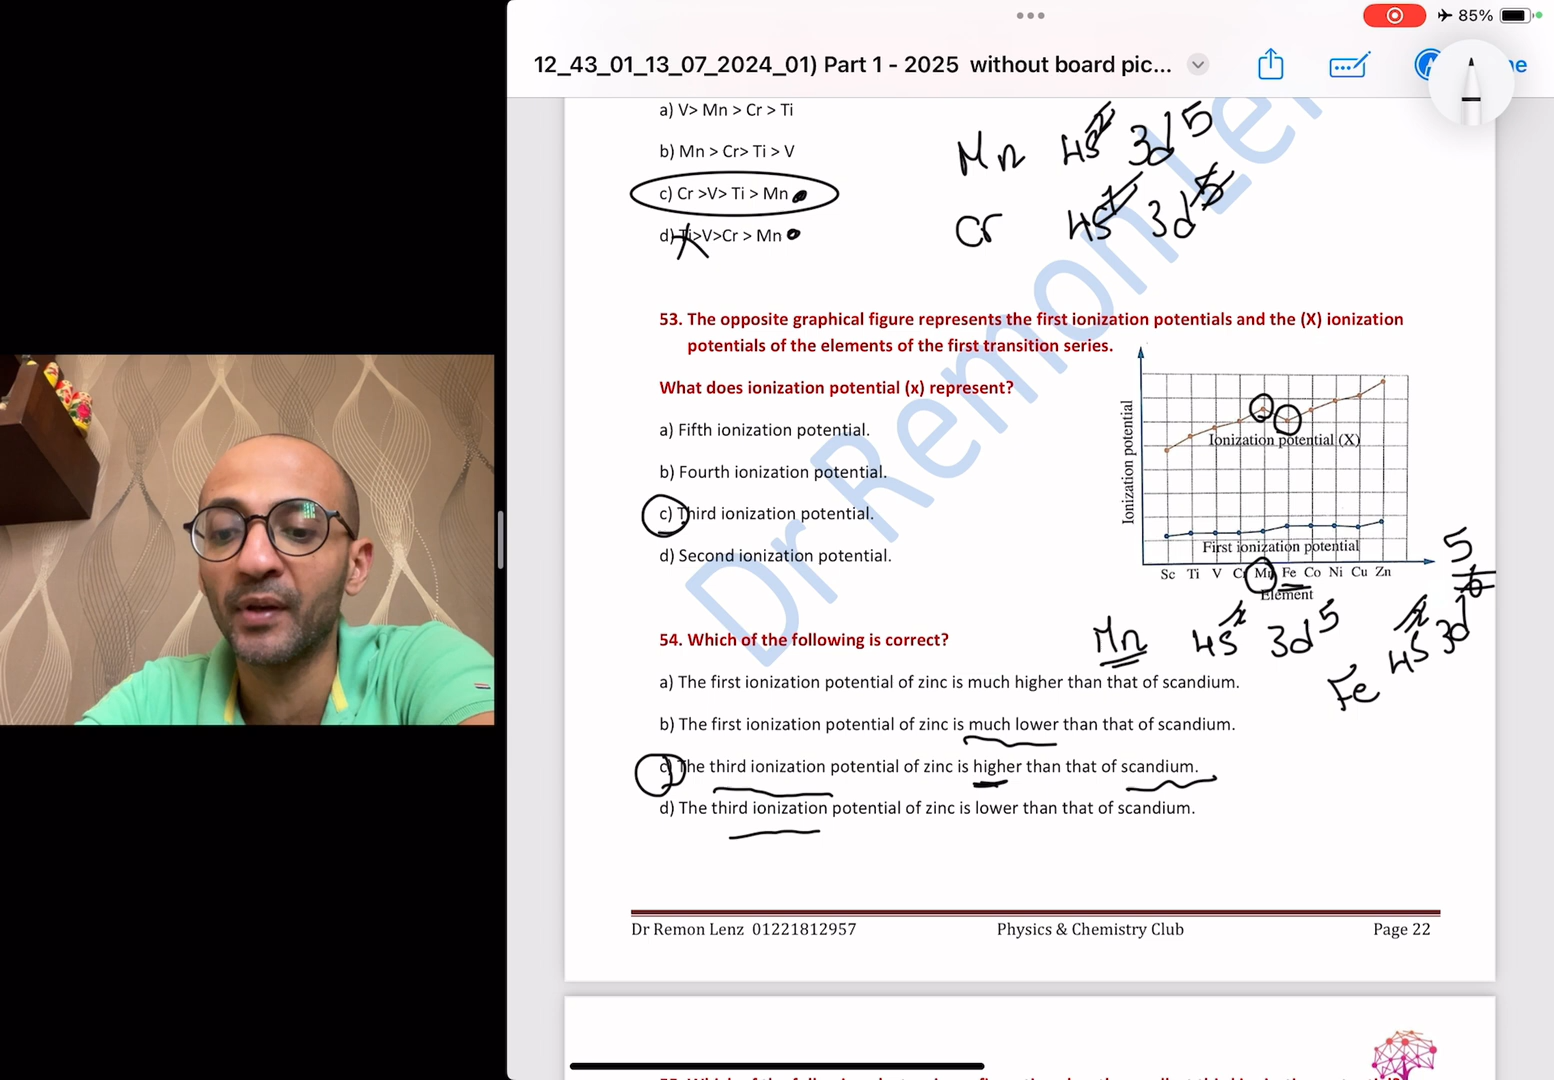 85%
12_43_01_13_07_2024_01) Part 1 - 2025 without board pic...
ne
a) V> Mn > Cr > Ti
b) Mn > Cr> Ti > V
c) Cr >V> Ti > Mn
d) Ti>V>Cr > Mn
Mn 4s 3d5
Cr 4s 3d5
53. The opposite graphical figure represents the first ionization potentials and the (X) ionization
potentials of the elements of the first transition series.
What does ionization potential (x) represent?
a) Fifth ionization potential.
b) Fourth ionization potential.
c) Third ionization potential.
d) Second ionization potential.
Ionization potential
Ionization potential (X)
First ionization potential
Sc Ti V Cr Mn Fe Co Ni Cu Zn
Element
Mn 4s2 3d5
Fe 4s2 3d6 5
54. Which of the following is correct?
a) The first ionization potential of zinc is much higher than that of scandium.
b) The first ionization potential of zinc is much lower than that of scandium.
c) The third ionization potential of zinc is higher than that of scandium.
d) The third ionization potential of zinc is lower than that of scandium.
Dr Remon Len
Dr Remon Lenz 01221812957 Physics & Chemistry Club Page 22